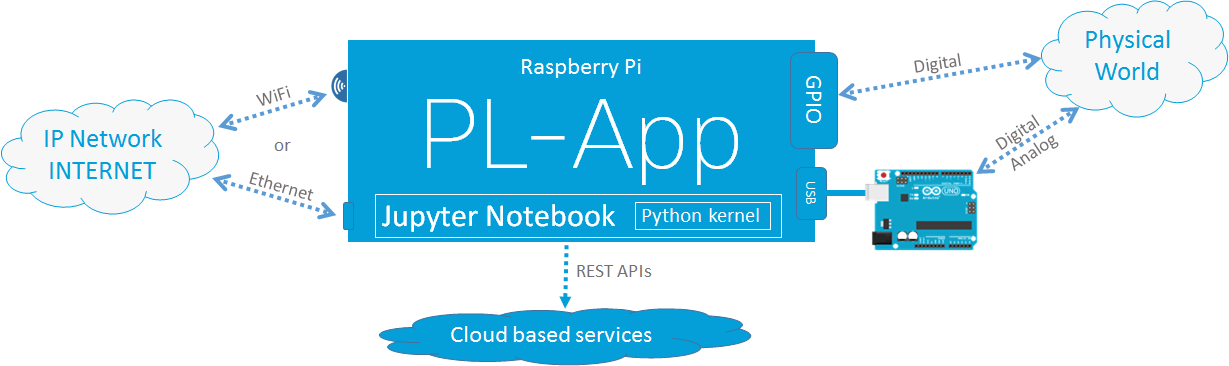 Raspberry Pi
PL-App
Jupyter Notebook
Python kernel
GPIO
USB
WiFi
or
Ethernet
IP Network
INTERNET
Digital
Physical
World
Digital
Analog
UNO
REST APIs
Cloud based services